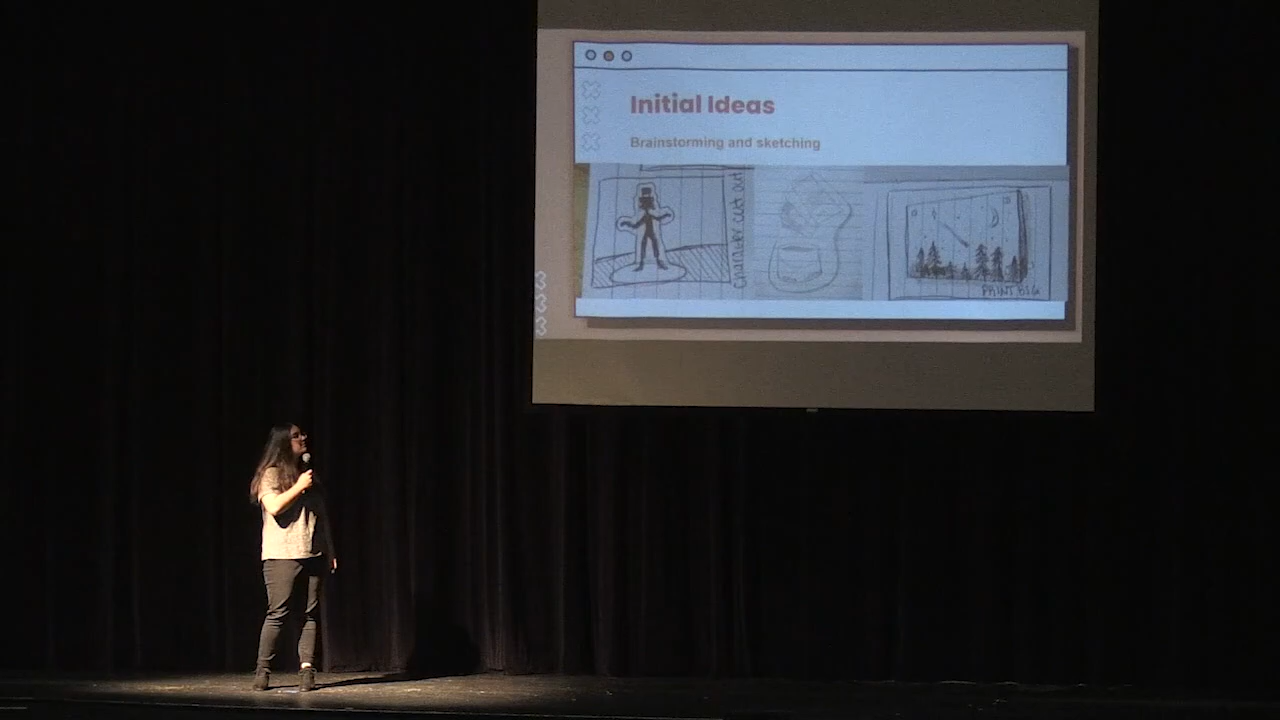 Initial Ideas
Brainstorming and sketching
character cut out
PRINT BIG